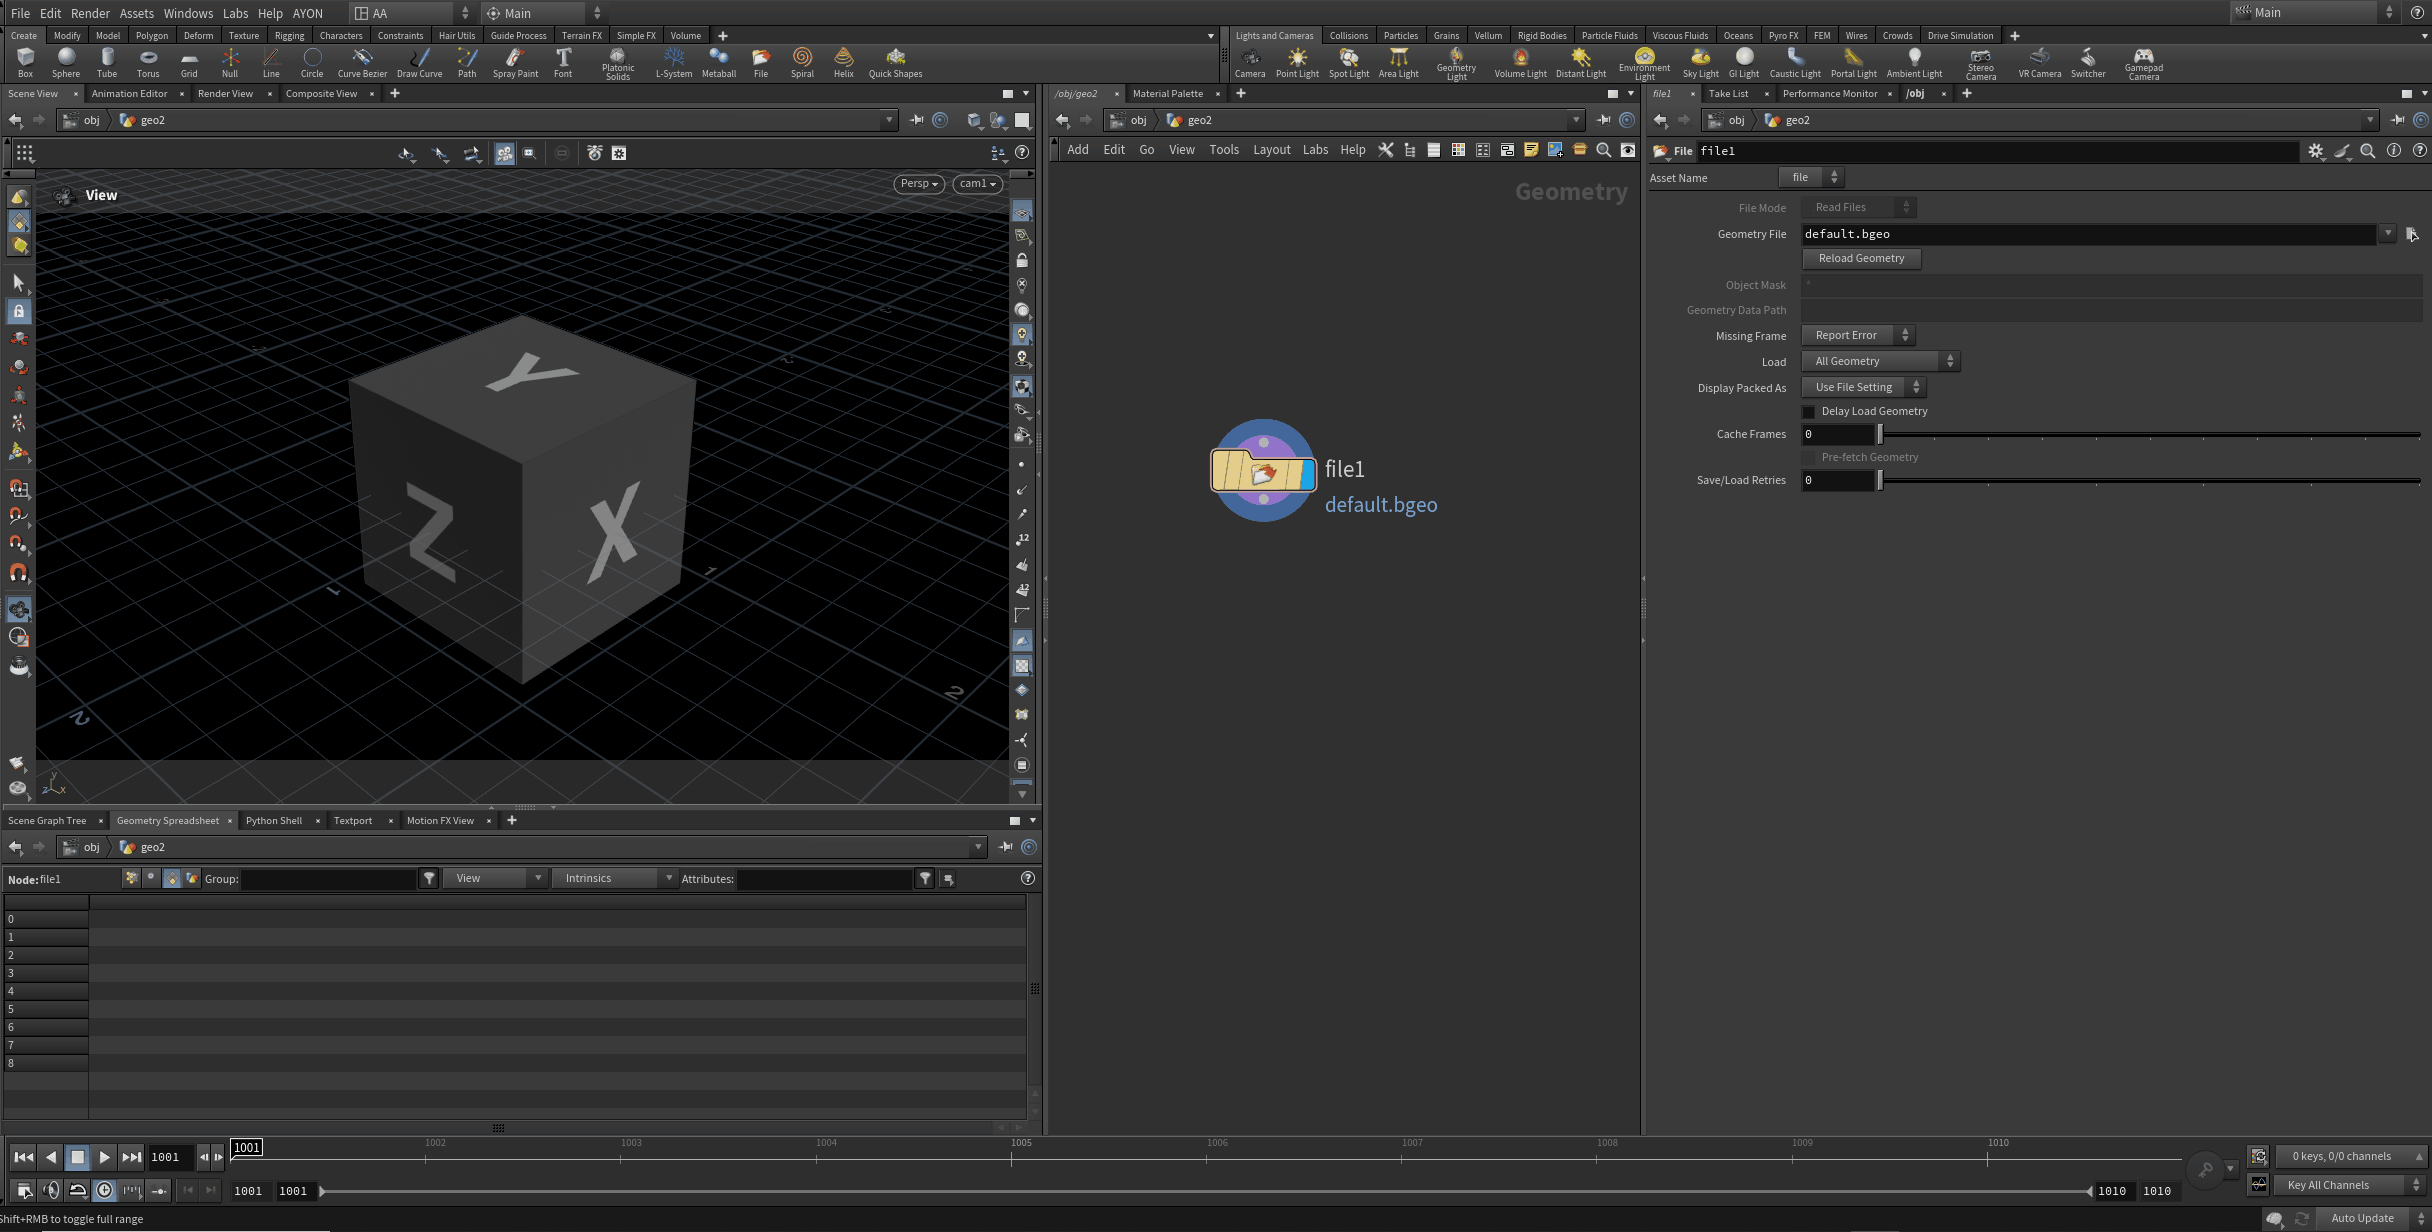 File Edit Render Assets Windows Labs Help AYON AA Main Main
Create Modify Model Polygon Deform Texture Rigging Characters Constraints Hair Utils Guide Process Terrain FX Simple FX Volume
Box Sphere Tube Torus Grid Null Line Circle Curve Bezier Draw Curve Path Spray Paint Font Platonic Solids L-System Metaball File Spiral Helix Quick Shapes
Lights and Cameras Collisions Particles Grains Vellum Rigid Bodies Particle Fluids Viscous Fluids Oceans Pyro FX FEM Wires Crowds Drive Simulation
Camera Point Light Spot Light Area Light Geometry Light Volume Light Distant Light Environment Light Sky Light GI Light Caustic Light Portal Light Ambient Light Stereo Camera VR Camera Switcher Gamepad Camera
Scene View Animation Editor Render View Composite View
obj geo2
View
Persp cam1
Y
Z X
1 1
2 2
y
z x
Scene Graph Tree Geometry Spreadsheet Python Shell Textport Motion FX View
obj geo2
Node: file1 Group: View Intrinsics Attributes:
0
1
2
3
4
5
6
7
8
/obj/geo2 Material Palette
obj geo2
Add Edit Go View Tools Layout Labs Help
Geometry
file1
default.bgeo
file1 Take List Performance Monitor /obj
obj geo2
File file1
Asset Name file
File Mode Read Files
Geometry File default.bgeo
Reload Geometry
Object Mask *
Geometry Data Path
Missing Frame Report Error
Load All Geometry
Display Packed As Use File Setting
Delay Load Geometry
Cache Frames 0
Pre-fetch Geometry
Save/Load Retries 0
1001 1001 1002 1003 1004 1005 1006 1007 1008 1009 1010
0 keys, 0/0 channels
1001 1001 1010 1010
Key All Channels
Shift+RMB to toggle full range
Auto Update